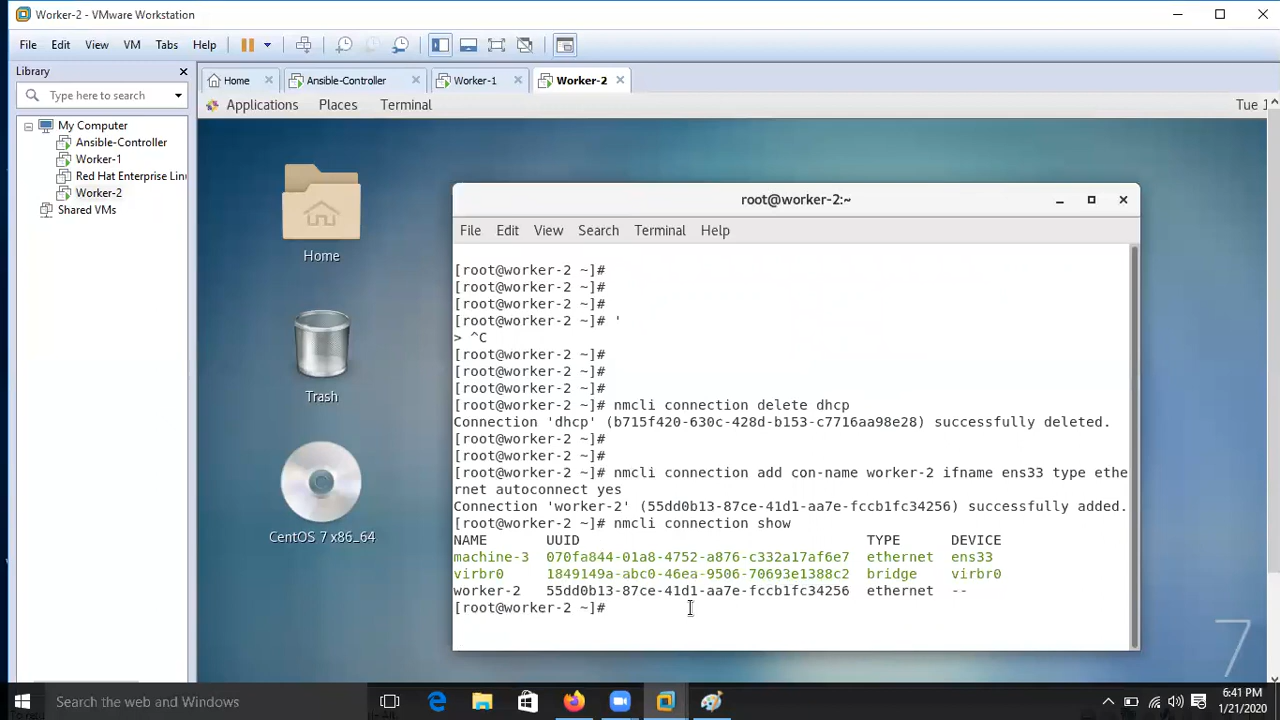 Worker-2 - VMware Workstation
File Edit View VM Tabs Help
Library
Type here to search
My Computer
Ansible-Controller
Worker-1
Red Hat Enterprise Linu
Worker-2
Shared VMs
Home Ansible-Controller Worker-1 Worker-2
Applications Places Terminal Tue 1
Home
Trash
CentOS 7 x86_64
root@worker-2:~
File Edit View Search Terminal Help
[root@worker-2 ~]#
[root@worker-2 ~]#
[root@worker-2 ~]#
[root@worker-2 ~]# '
> ^C
[root@worker-2 ~]#
[root@worker-2 ~]#
[root@worker-2 ~]#
[root@worker-2 ~]# nmcli connection delete dhcp
Connection 'dhcp' (b715f420-630c-428d-b153-c7716aa98e28) successfully deleted.
[root@worker-2 ~]#
[root@worker-2 ~]#
[root@worker-2 ~]# nmcli connection add con-name worker-2 ifname ens33 type ethe
rnet autoconnect yes
Connection 'worker-2' (55dd0b13-87ce-41d1-aa7e-fccb1fc34256) successfully added.
[root@worker-2 ~]# nmcli connection show
NAME UUID TYPE DEVICE
machine-3 070fa844-01a8-4752-a876-c332a17af6e7 ethernet ens33
virbr0 1849149a-abc0-46ea-9506-70693e1388c2 bridge virbr0
worker-2 55dd0b13-87ce-41d1-aa7e-fccb1fc34256 ethernet --
[root@worker-2 ~]#
7
Search the web and Windows
6:41 PM
1/21/2020